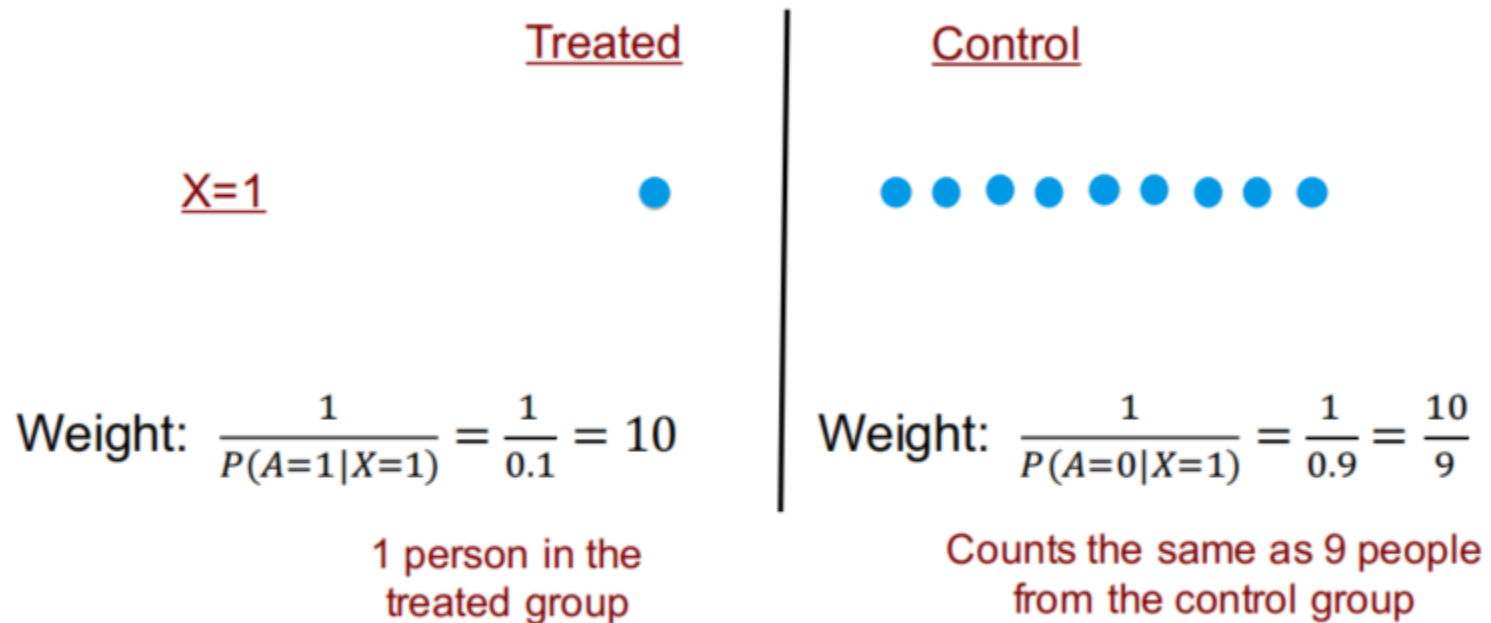 Treated
Control
X=1
Weight: 1/P(A=1|X=1) = 1/0.1 = 10
Weight: 1/P(A=0|X=1) = 1/0.9 = 10/9
1 person in the
treated group
Counts the same as 9 people
from the control group